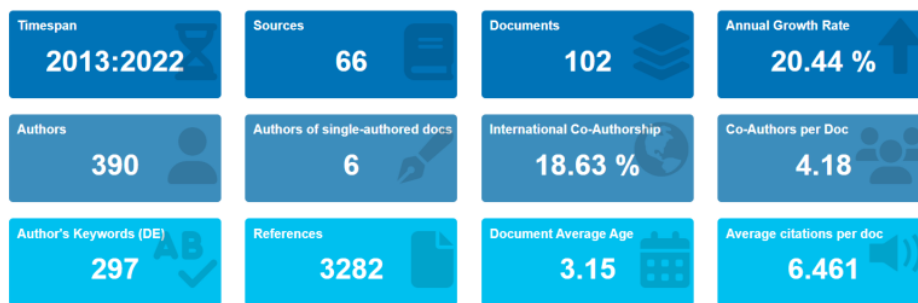 Timespan
2013:2022
Sources
66
Documents
102
Annual Growth Rate
20.44 %
Authors
390
Authors of single-authored docs
6
International Co-Authorship
18.63 %
Co-Authors per Doc
4.18
Author's Keywords (DE)
AB
297
References
3282
Document Average Age
3.15
Average citations per doc
6.461